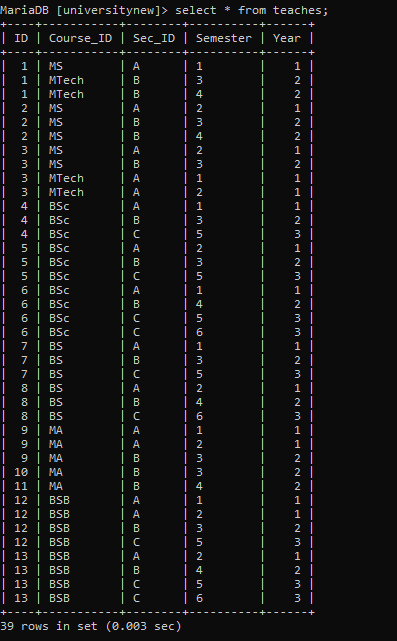 MariaDB [universitynew]> select * from teaches;
+----+-----------+--------+----------+------+
| ID | Course_ID | Sec_ID | Semester | Year |
+----+-----------+--------+----------+------+
|  1 | MS        | A      | 1        |    1 |
|  1 | MTech     | B      | 3        |    2 |
|  1 | MTech     | B      | 4        |    2 |
|  2 | MS        | A      | 2        |    1 |
|  2 | MS        | B      | 3        |    2 |
|  2 | MS        | B      | 4        |    2 |
|  3 | MS        | A      | 2        |    1 |
|  3 | MS        | B      | 3        |    2 |
|  3 | MTech     | A      | 1        |    1 |
|  3 | MTech     | A      | 2        |    1 |
|  4 | BSc       | A      | 1        |    1 |
|  4 | BSc       | B      | 3        |    2 |
|  4 | BSc       | C      | 5        |    3 |
|  5 | BSc       | A      | 2        |    1 |
|  5 | BSc       | B      | 3        |    2 |
|  5 | BSc       | C      | 5        |    3 |
|  6 | BSc       | A      | 1        |    1 |
|  6 | BSc       | B      | 4        |    2 |
|  6 | BSc       | C      | 5        |    3 |
|  6 | BSc       | C      | 6        |    3 |
|  7 | BS        | A      | 1        |    1 |
|  7 | BS        | B      | 3        |    2 |
|  7 | BS        | C      | 5        |    3 |
|  8 | BS        | A      | 2        |    1 |
|  8 | BS        | B      | 4        |    2 |
|  8 | BS        | C      | 6        |    3 |
|  9 | MA        | A      | 1        |    1 |
|  9 | MA        | A      | 2        |    1 |
|  9 | MA        | B      | 3        |    2 |
| 10 | MA        | B      | 3        |    2 |
| 11 | MA        | B      | 4        |    2 |
| 12 | BSB       | A      | 1        |    1 |
| 12 | BSB       | A      | 2        |    1 |
| 12 | BSB       | B      | 3        |    2 |
| 12 | BSB       | C      | 5        |    3 |
| 13 | BSB       | A      | 2        |    1 |
| 13 | BSB       | B      | 4        |    2 |
| 13 | BSB       | C      | 5        |    3 |
| 13 | BSB       | C      | 6        |    3 |
+----+-----------+--------+----------+------+
39 rows in set (0.003 sec)